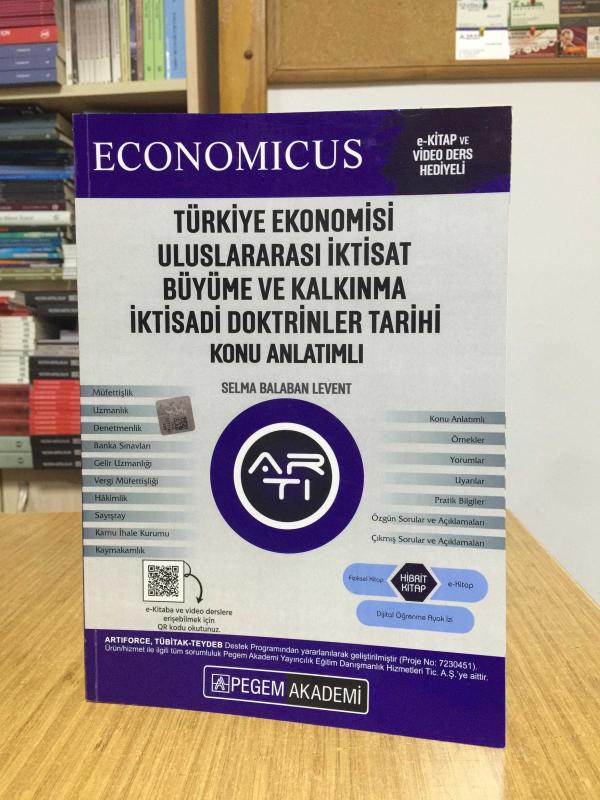 ECONOMICUS
e-KİTAP VE
VİDEO DERS
HEDİYELİ
TÜRKİYE EKONOMİSİ
ULUSLARARASI İKTİSAT
BÜYÜME VE KALKINMA
İKTİSADİ DOKTRİNLER TARİHİ
KONU ANLATIMLI
SELMA BALABAN LEVENT
Müfettişlik
Uzmanlık
Denetmenlik
Banka Sınavları
Gelir Uzmanlığı
Vergi Müfettişliği
Hâkimlik
Sayıştay
Kamu İhale Kurumu
Kaymakamlık
AR
TI
Konu Anlatımlı
Örnekler
Yorumlar
Uyarılar
Pratik Bilgiler
Özgün Sorular ve Açıklamaları
Çıkmış Sorular ve Açıklamaları
Fiziksel Kitap
HİBRİT
KİTAP
e-Kitap
Dijital Öğrenme Ayak İzi
e-Kitaba ve video derslere
erişebilmek için
QR kodu okutunuz.
ARTIFORCE, TÜBİTAK-TEYDEB Destek Programından yararlanılarak geliştirilmiştir (Proje No: 7230451).
Ürün/hizmet ile ilgili tüm sorumluluk Pegem Akademi Yayıncılık Eğitim Danışmanlık Hizmetleri Tic. A.Ş.'ye aittir.
PEGEM AKADEMİ